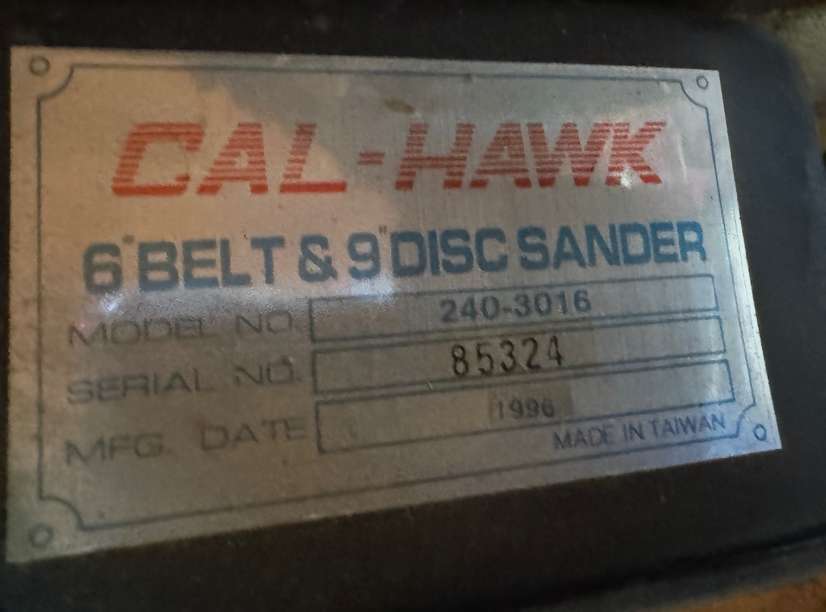 CAL-HAWK
6" BELT & 9" DISC SANDER
MODEL NO. 240-3016
SERIAL NO. 85324
MFG. DATE 1996
MADE IN TAIWAN